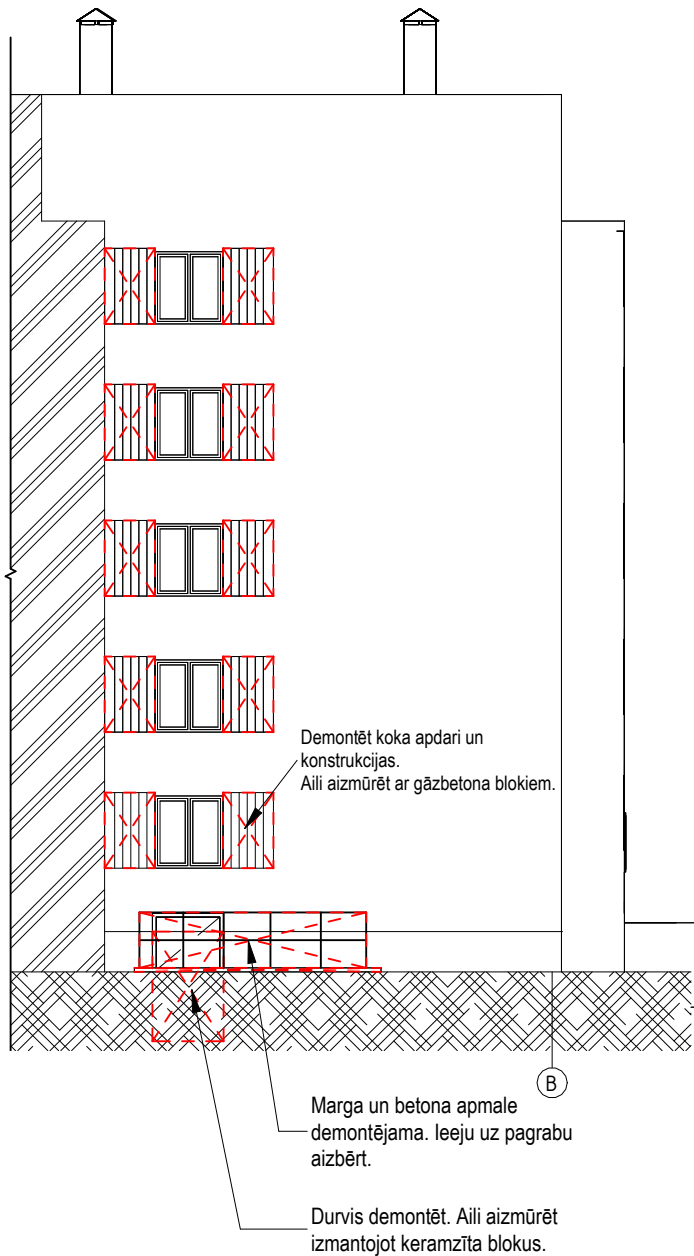 Demontēt koka apdari un
konstrukcijas.
Aili aizmūrēt ar gāzbetona blokiem.
B
Marga un betona apmale
demontējama. Ieeju uz pagrabu
aizbērt.
Durvis demontēt. Aili aizmūrēt
izmantojot keramzīta blokus.